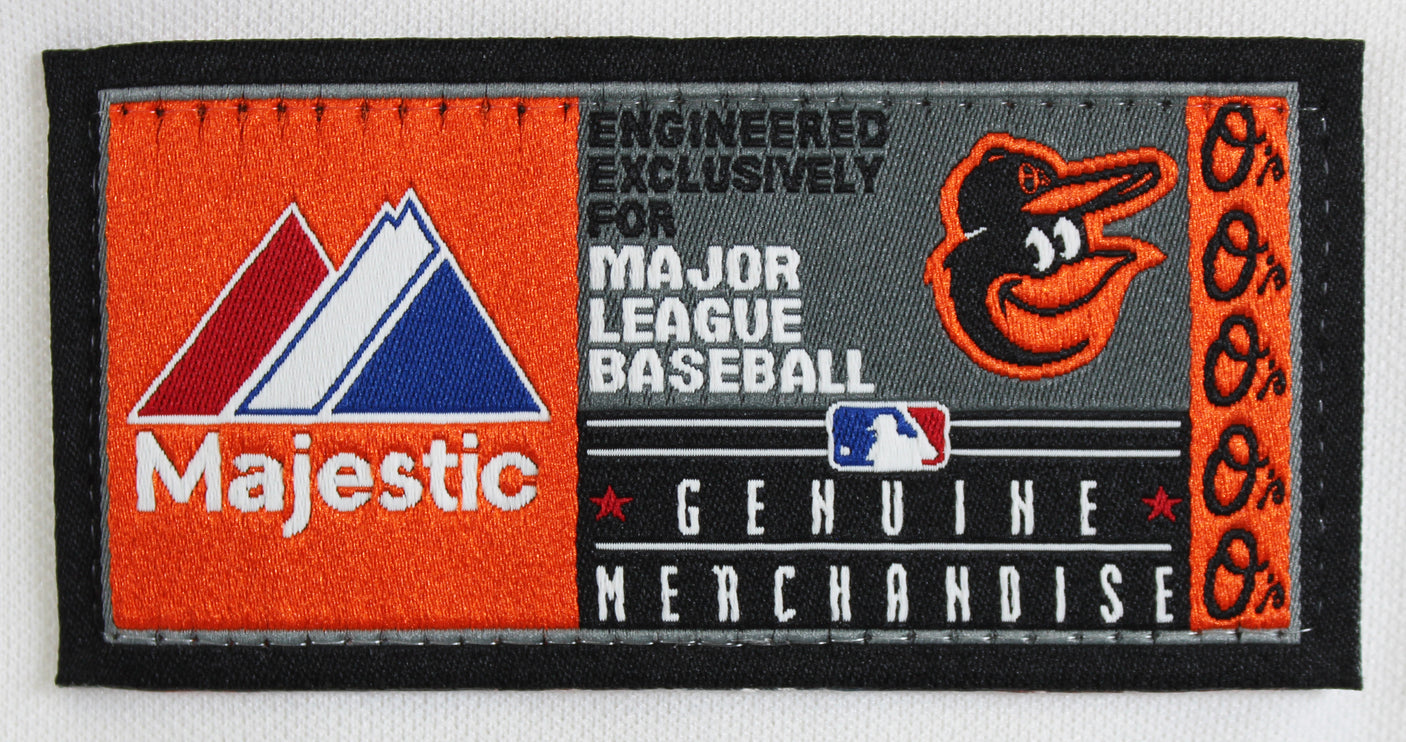 Majestic
ENGINEERED
EXCLUSIVELY
FOR
MAJOR
LEAGUE
BASEBALL
GENUINE
MERCHANDISE
O's
O's
O's
O's
O's